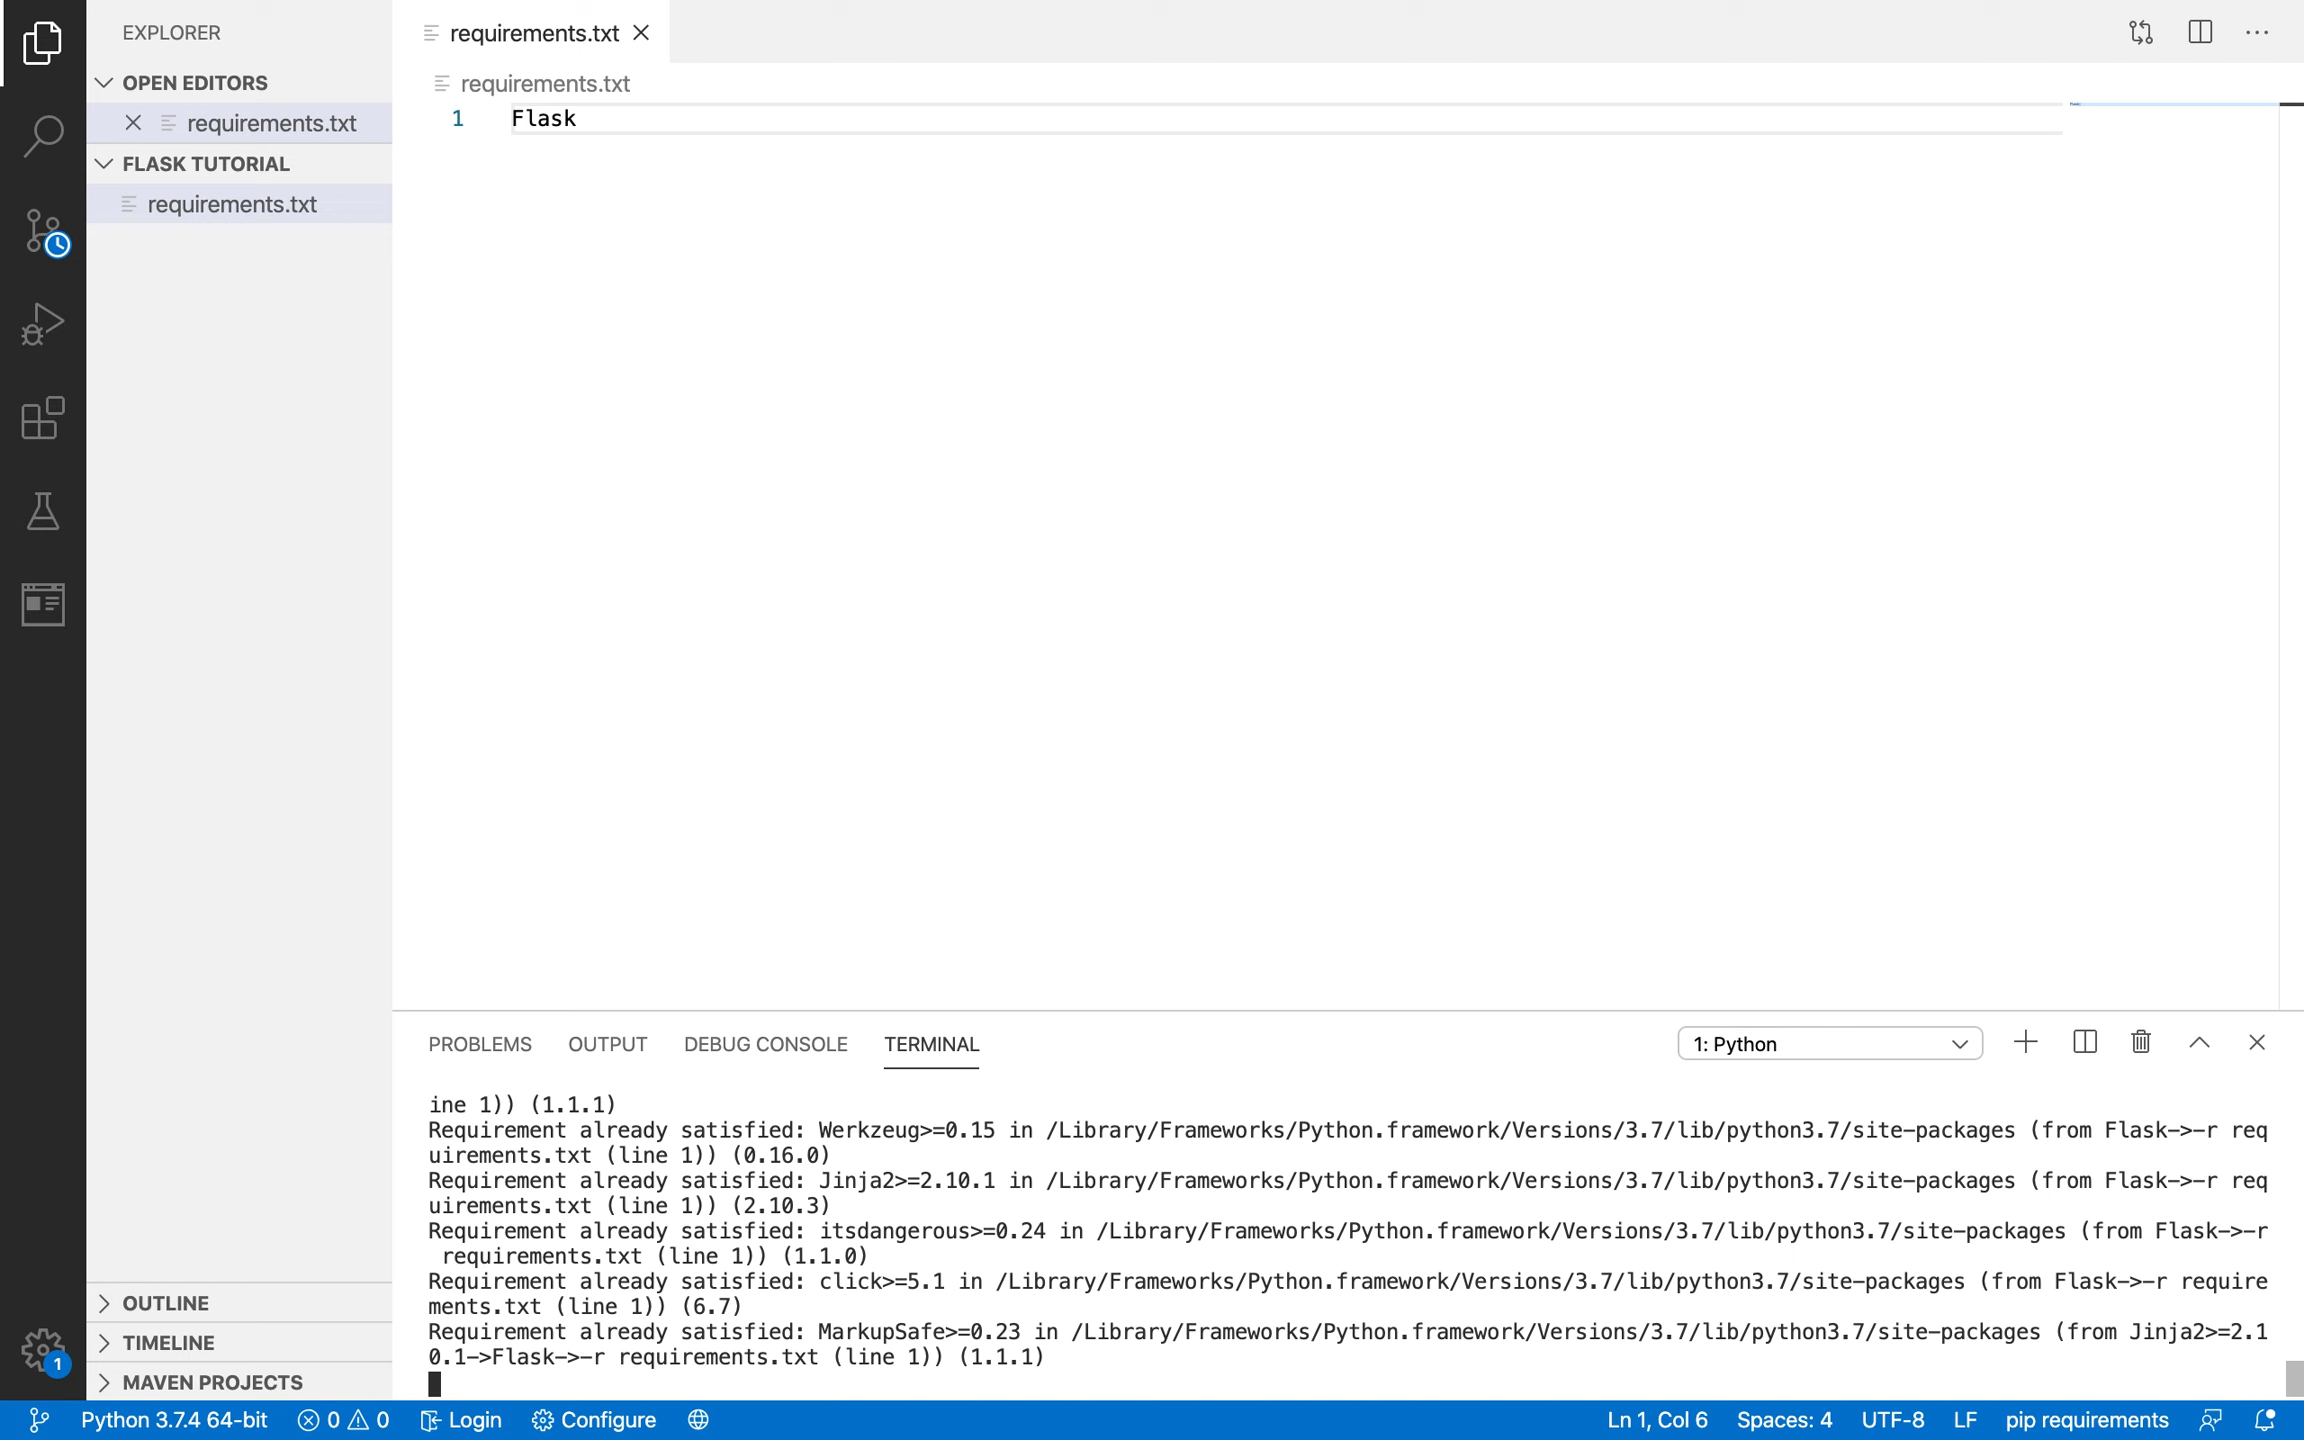 EXPLORER
OPEN EDITORS
requirements.txt
FLASK TUTORIAL
requirements.txt
OUTLINE
TIMELINE
MAVEN PROJECTS
1
requirements.txt
requirements.txt
1 Flask
PROBLEMS OUTPUT DEBUG CONSOLE TERMINAL 1: Python
ine 1)) (1.1.1)
Requirement already satisfied: Werkzeug>=0.15 in /Library/Frameworks/Python.framework/Versions/3.7/lib/python3.7/site-packages (from Flask->-r req
uirements.txt (line 1)) (0.16.0)
Requirement already satisfied: Jinja2>=2.10.1 in /Library/Frameworks/Python.framework/Versions/3.7/lib/python3.7/site-packages (from Flask->-r req
uirements.txt (line 1)) (2.10.3)
Requirement already satisfied: itsdangerous>=0.24 in /Library/Frameworks/Python.framework/Versions/3.7/lib/python3.7/site-packages (from Flask->-r
requirements.txt (line 1)) (1.1.0)
Requirement already satisfied: click>=5.1 in /Library/Frameworks/Python.framework/Versions/3.7/lib/python3.7/site-packages (from Flask->-r require
ments.txt (line 1)) (6.7)
Requirement already satisfied: MarkupSafe>=0.23 in /Library/Frameworks/Python.framework/Versions/3.7/lib/python3.7/site-packages (from Jinja2>=2.1
0.1->Flask->-r requirements.txt (line 1)) (1.1.1)
Python 3.7.4 64-bit 0 0 Login Configure Ln 1, Col 6 Spaces: 4 UTF-8 LF pip requirements